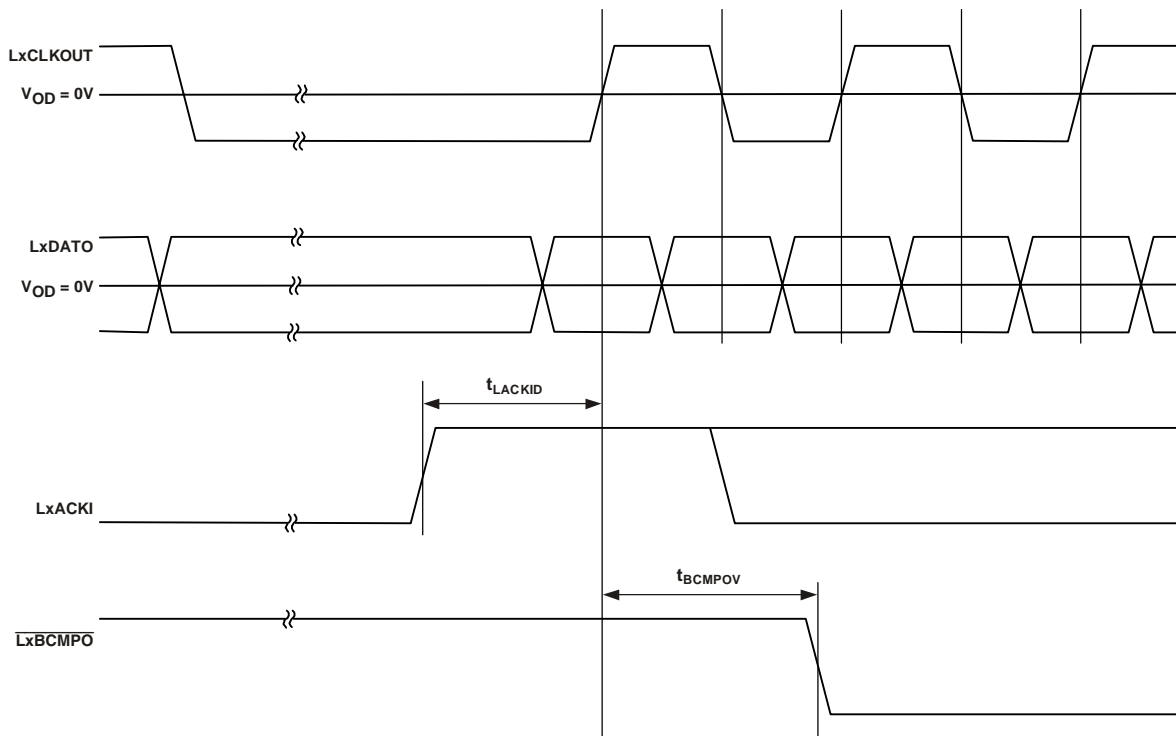 LxCLKOUT
VOD = 0V
LxDATO
VOD = 0V
tLACKID
LxACKI
tBCMPOV
LxBCMPO